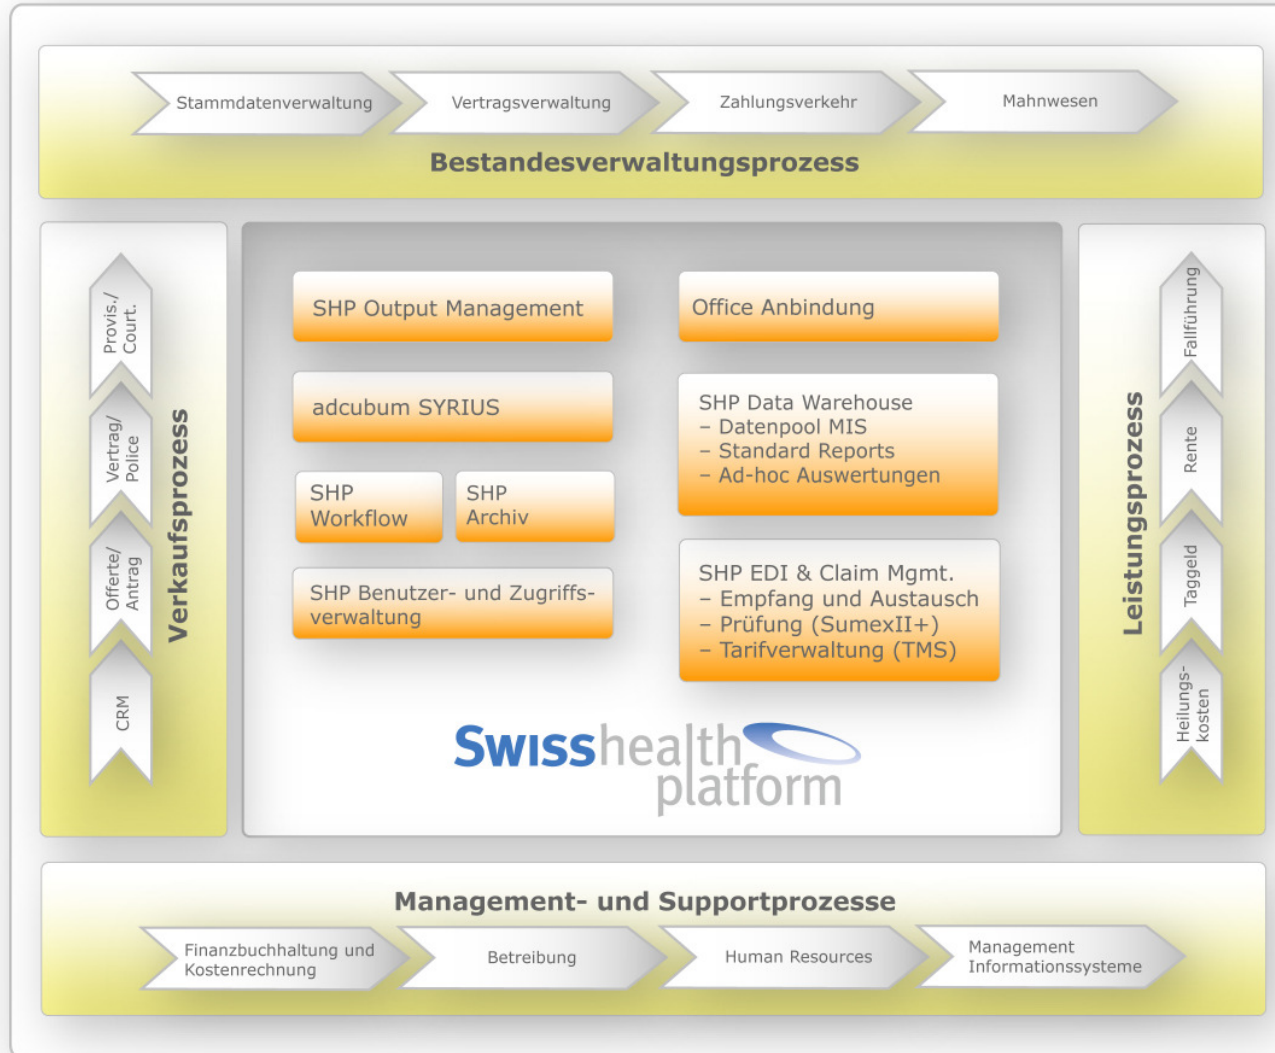 Stammdatenverwaltung
Vertragsverwaltung
Zahlungsverkehr
Mahnwesen
Bestandesverwaltungsprozess
Provis./
Court.
Vertrag/
Police
Offerte/
Antrag
CRM
Verkaufsprozess
SHP Output Management
adcubum SYRIUS
SHP
Workflow
SHP
Archiv
SHP Benutzer- und Zugriffs-
verwaltung
Office Anbindung
SHP Data Warehouse
– Datenpool MIS
– Standard Reports
– Ad-hoc Auswertungen
SHP EDI & Claim Mgmt.
– Empfang und Austausch
– Prüfung (SumexII+)
– Tarifverwaltung (TMS)
Swisshealth
platform
Leistungsprozess
Fallführung
Rente
Taggeld
Heilungs-
kosten
Management- und Supportprozesse
Finanzbuchhaltung und
Kostenrechnung
Betreibung
Human Resources
Management
Informationssysteme